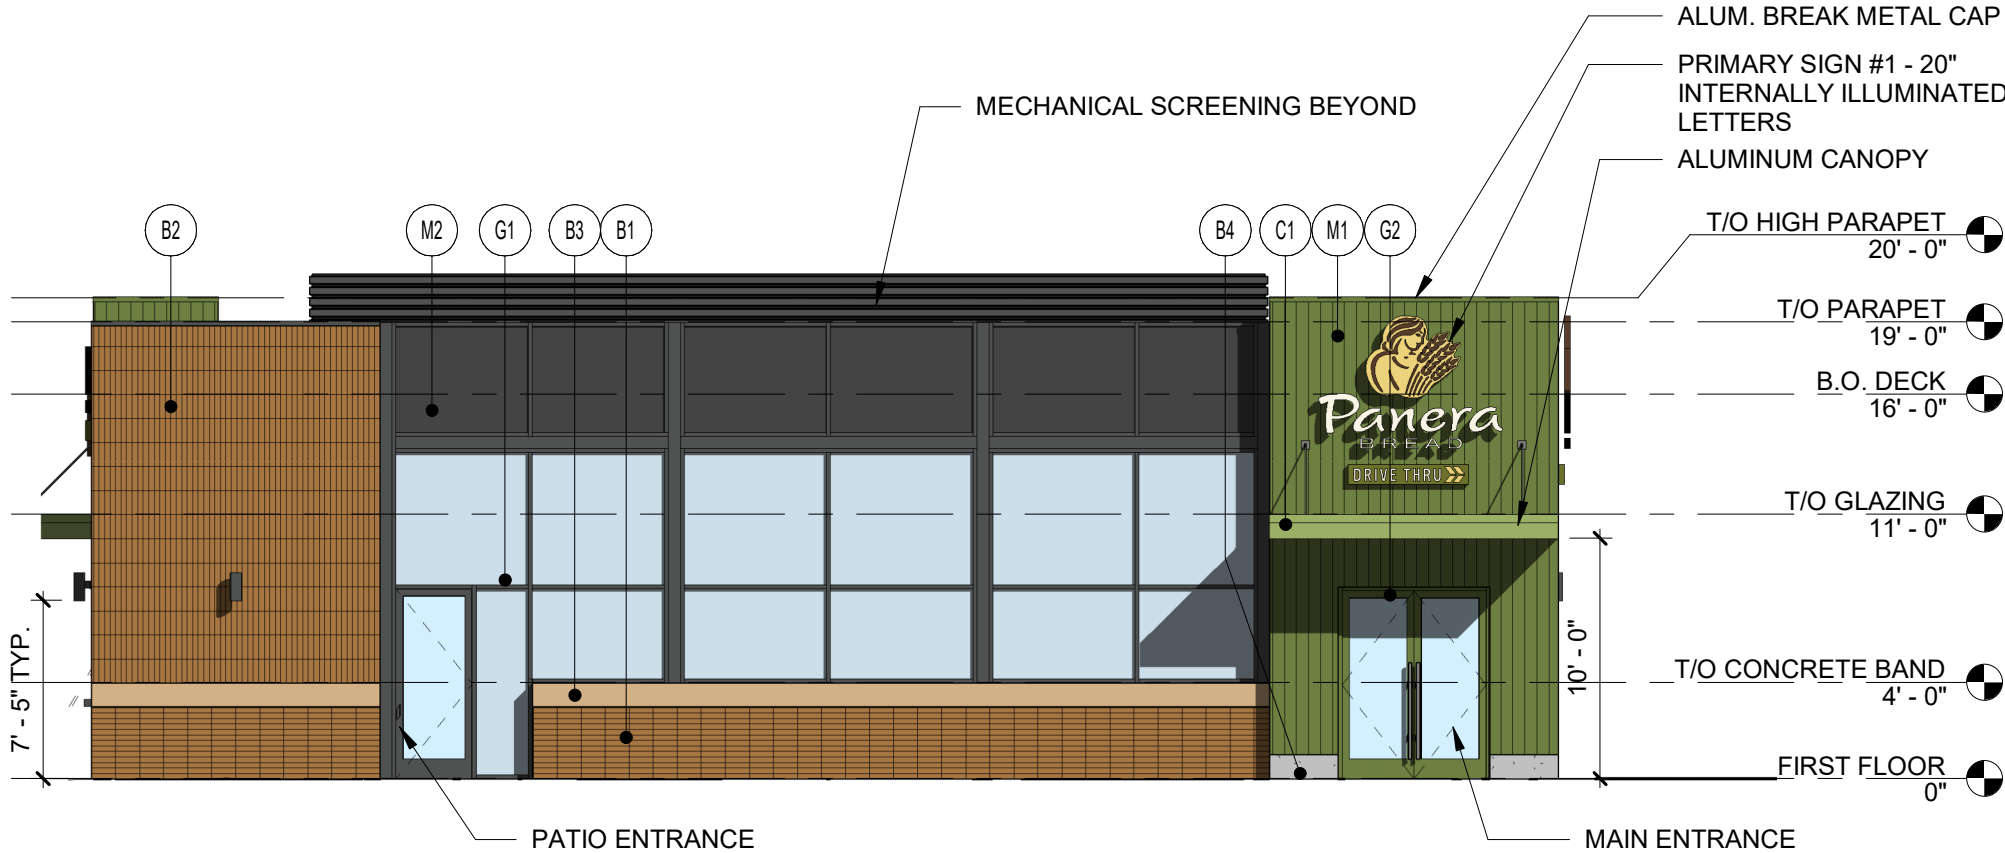 ALUM. BREAK METAL CAP
PRIMARY SIGN #1 - 20"
INTERNALLY ILLUMINATED
LETTERS
MECHANICAL SCREENING BEYOND
ALUMINUM CANOPY
B2
M2
G1
B3
B1
B4
C1
M1
G2
T/O HIGH PARAPET
20' - 0"
T/O PARAPET
19' - 0"
B.O. DECK
16' - 0"
Panera
BREAD
DRIVE THRU
T/O GLAZING
11' - 0"
7' - 5" TYP.
10' - 0"
T/O CONCRETE BAND
4' - 0"
FIRST FLOOR
0"
PATIO ENTRANCE
MAIN ENTRANCE